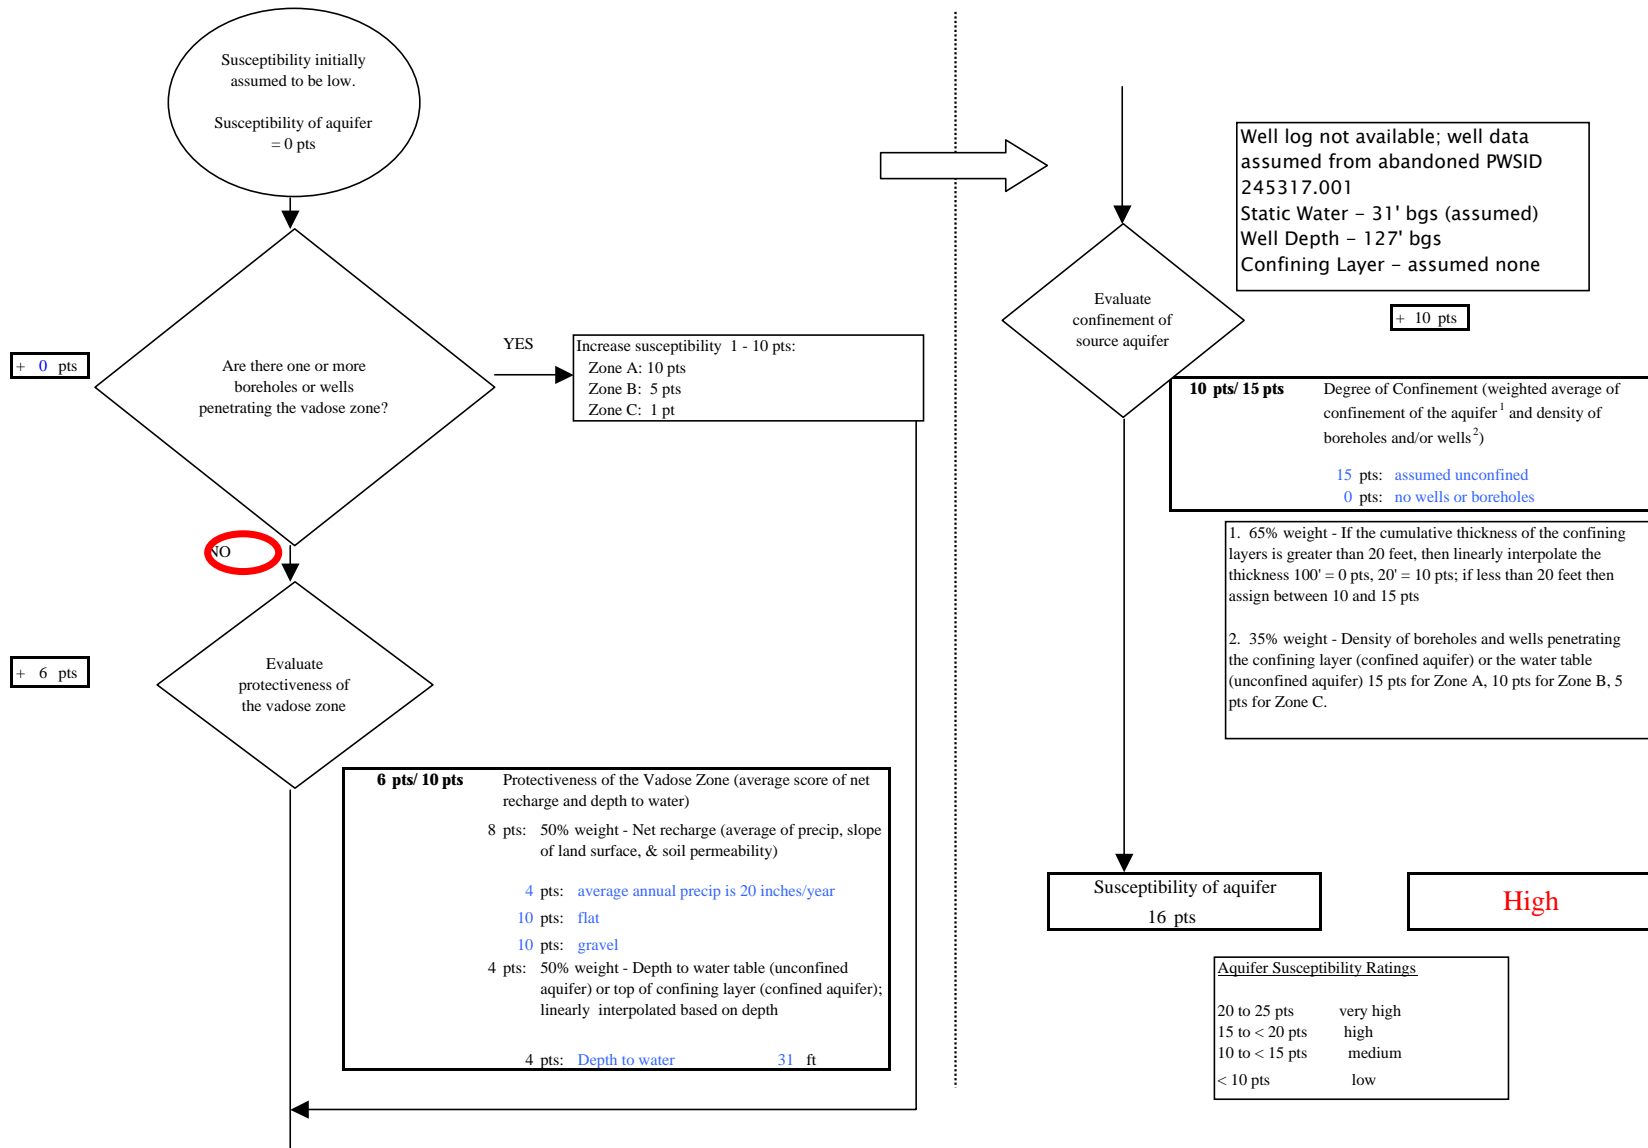 Susceptibility initially
assumed to be low.
Susceptibility of aquifer
= 0 pts
+ 0 pts
Are there one or more
boreholes or wells
penetrating the vadose zone?
YES
Increase susceptibility 1 - 10 pts:
Zone A: 10 pts
Zone B: 5 pts
Zone C: 1 pt
NO
+ 6 pts
Evaluate
protectiveness of
the vadose zone
6 pts/ 10 pts Protectiveness of the Vadose Zone (average score of net
recharge and depth to water)
8 pts: 50% weight - Net recharge (average of precip, slope
of land surface, & soil permeability)
4 pts: average annual precip is 20 inches/year
10 pts: flat
10 pts: gravel
4 pts: 50% weight - Depth to water table (unconfined
aquifer) or top of confining layer (confined aquifer);
linearly interpolated based on depth
4 pts: Depth to water 31 ft
Well log not available; well data
assumed from abandoned PWSID
245317.001
Static Water – 31' bgs (assumed)
Well Depth – 127' bgs
Confining Layer – assumed none
Evaluate
confinement of
source aquifer
+ 10 pts
10 pts/ 15 pts Degree of Confinement (weighted average of
confinement of the aquifer1 and density of
boreholes and/or wells2)
15 pts: assumed unconfined
0 pts: no wells or boreholes
1. 65% weight - If the cumulative thickness of the confining
layers is greater than 20 feet, then linearly interpolate the
thickness 100' = 0 pts, 20' = 10 pts; if less than 20 feet then
assign between 10 and 15 pts
2. 35% weight - Density of boreholes and wells penetrating
the confining layer (confined aquifer) or the water table
(unconfined aquifer) 15 pts for Zone A, 10 pts for Zone B, 5
pts for Zone C.
Susceptibility of aquifer
16 pts
High
Aquifer Susceptibility Ratings
20 to 25 pts very high
15 to < 20 pts high
10 to < 15 pts medium
< 10 pts low